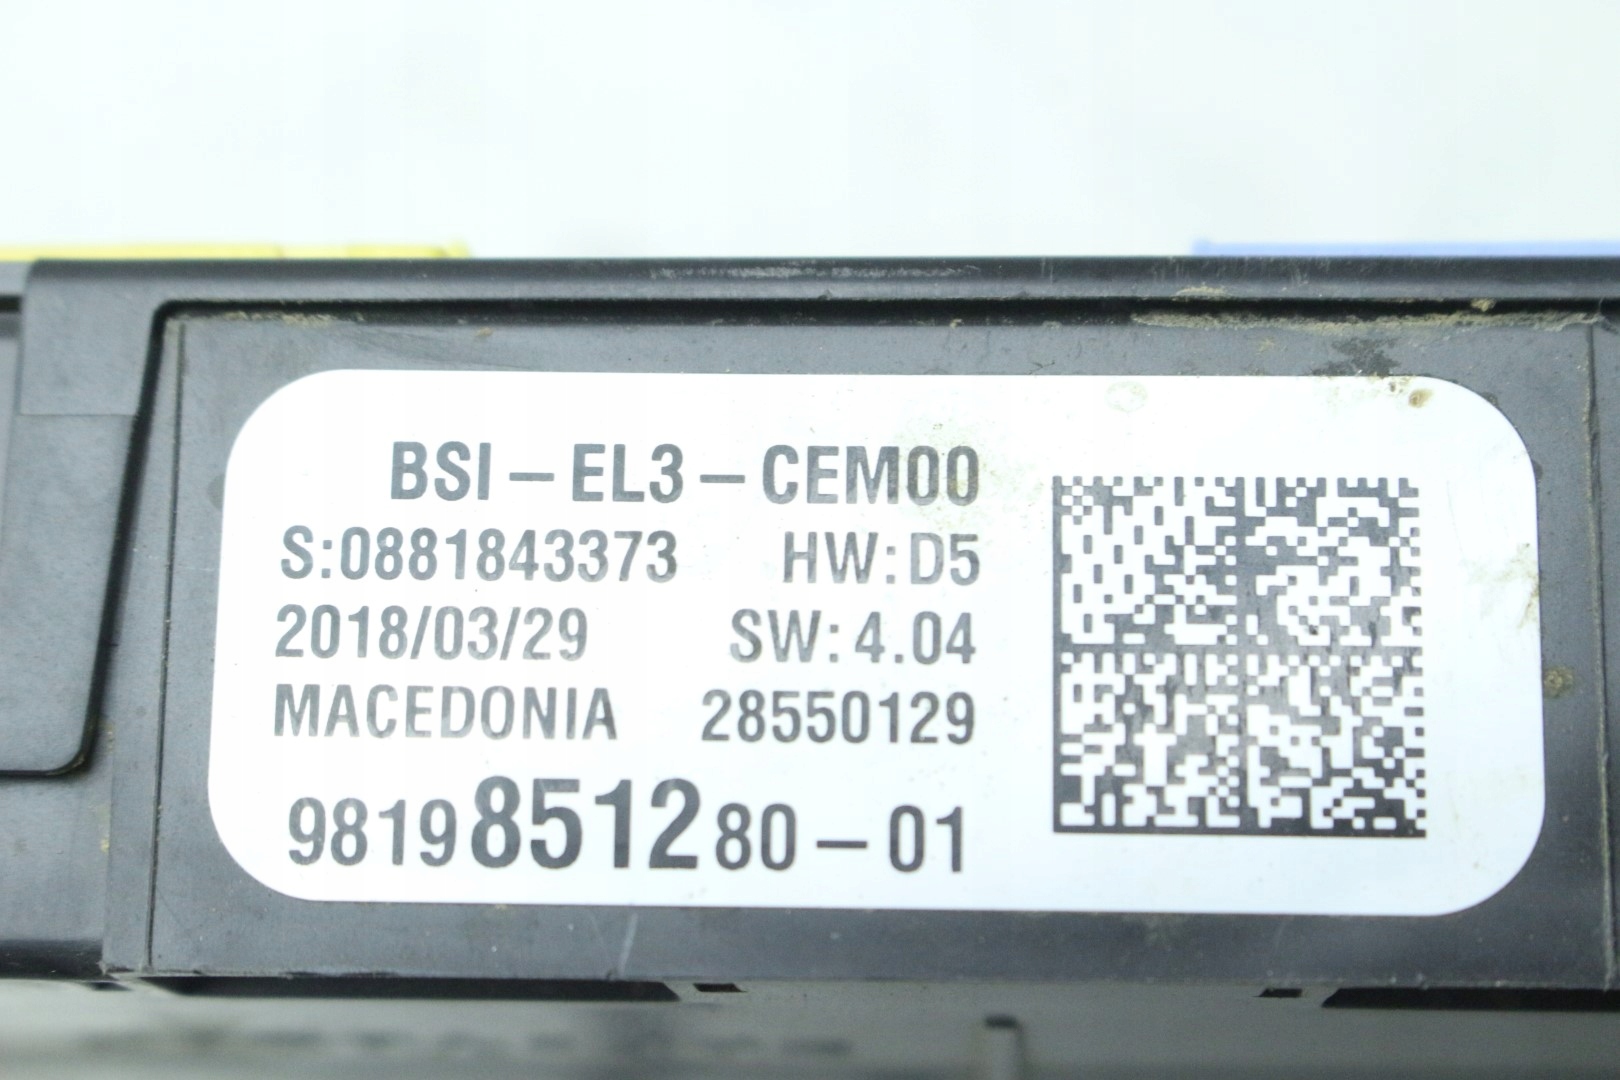 BSI-EL3-CEM00
S:0881843373 HW:D5
2018/03/29 SW:4.04
MACEDONIA 28550129
9819851280-01